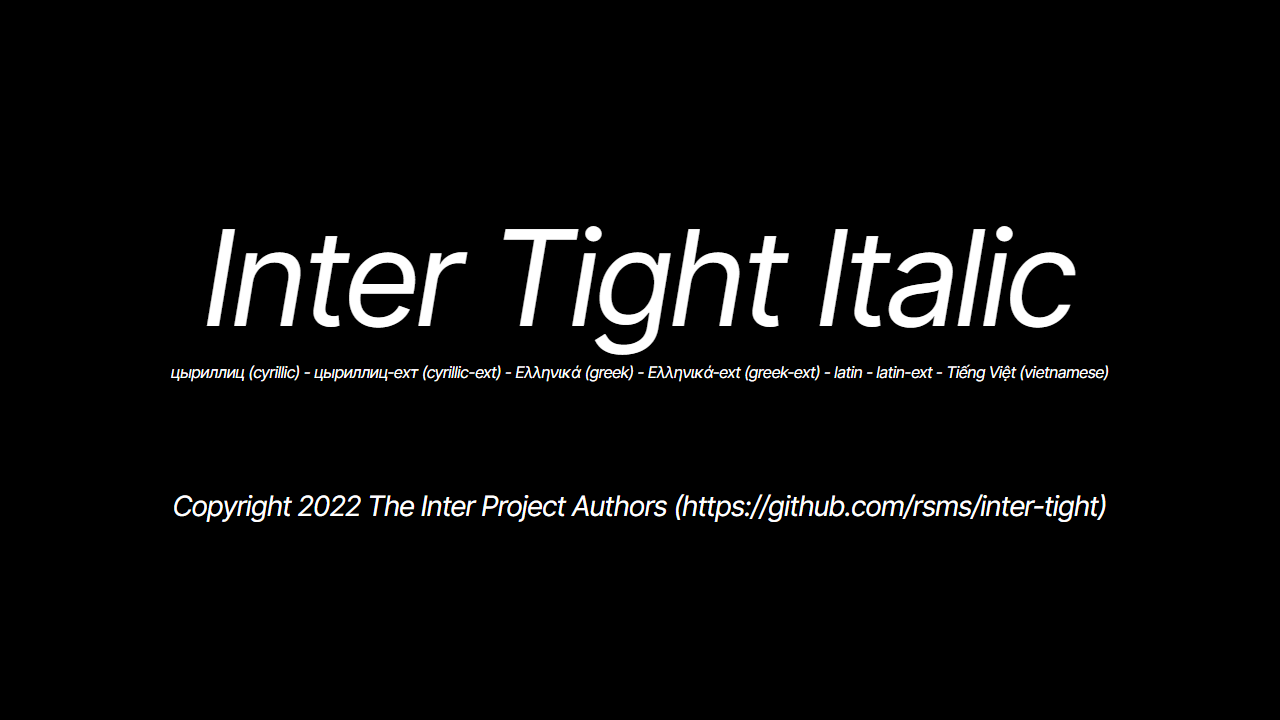 Inter Tight Italic
цыриллиц (cyrillic) - цыриллиц-ехт (cyrillic-ext) - Ελληνικά (greek) - Ελληνικά-ext (greek-ext) - latin - latin-ext - Tiếng Việt (vietnamese)
Copyright 2022 The Inter Project Authors (https://github.com/rsms/inter-tight)